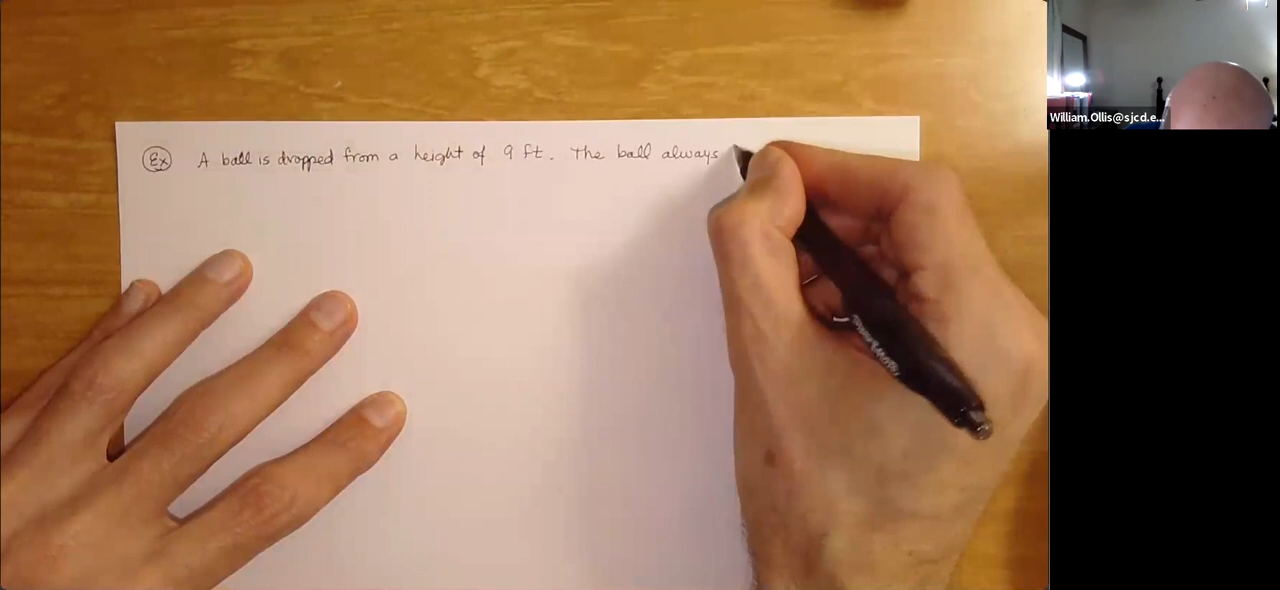 William.Ollis@sjcd.e...
Ex A ball is dropped from a height of 9 ft. The ball always